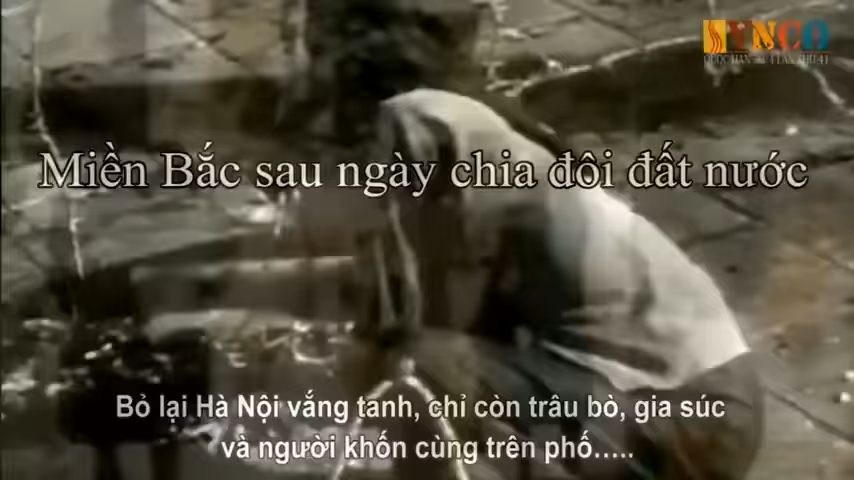 VNCO
Miền Bắc sau ngày chia đôi đất nước
Bỏ lại Hà Nội vắng tanh, chỉ còn trâu bò, gia súc
và người khốn cùng trên phố.....